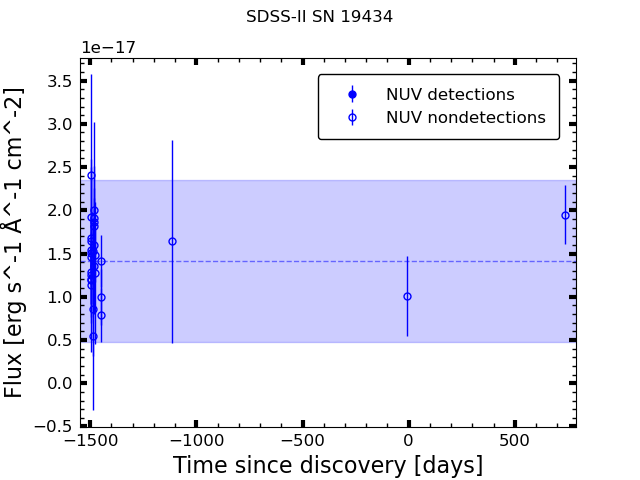 SDSS-II SN 19434
1e−17
NUV detections
NUV nondetections
3.5
3.0
2.5
2.0
1.5
1.0
0.5
0.0
−0.5
Flux [erg s^-1 Å^-1 cm^-2]
−1500 −1000 −500 0 500
Time since discovery [days]